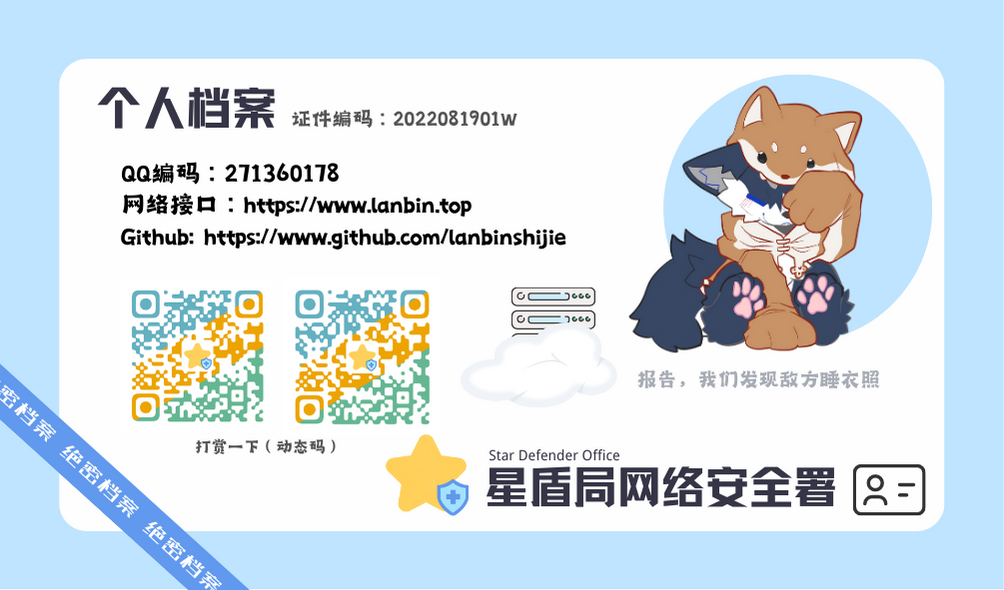 个人档案 证件编码：2022081901W
QQ编码：271360178
网络接口：https://www.lanbin.top
Github: https://www.github.com/lanbinshijie
打赏一下（动态码）
报告，我们发现敌方睡衣照
Star Defender Office
星盾局网络安全署
绝密档案 绝密档案 绝密档案